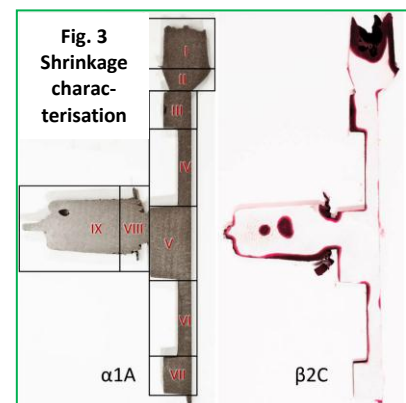 Fig. 3
Shrinkage
charac-
terisation
I
II
III
IV
IX
VIII
V
VI
VII
α1A
β2C